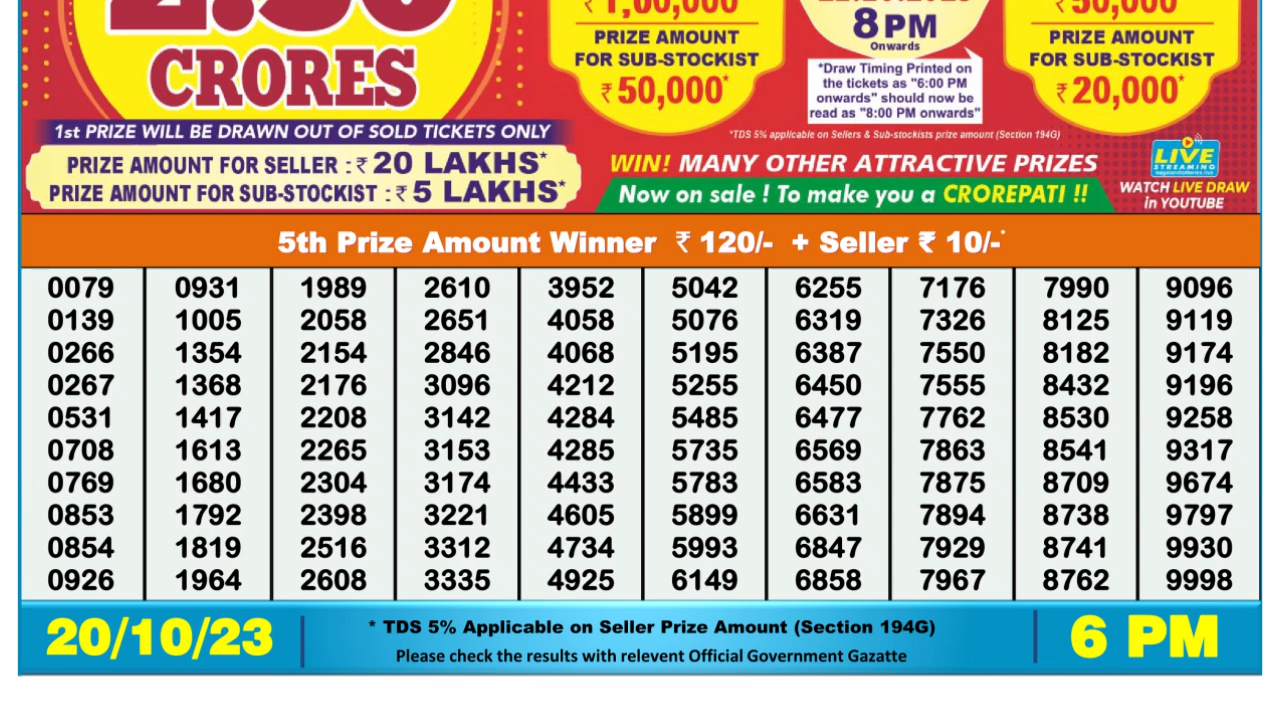 CRORES
1st PRIZE WILL BE DRAWN OUT OF SOLD TICKETS ONLY
PRIZE AMOUNT FOR SELLER : ₹ 20 LAKHS*
PRIZE AMOUNT FOR SUB-STOCKIST : ₹ 5 LAKHS*
₹ 1,00,000
PRIZE AMOUNT
FOR SUB-STOCKIST
₹ 50,000*
8 PM
Onwards
*Draw Timing Printed on
the tickets as "6:00 PM
onwards" should now be
read as "8:00 PM onwards"
₹ 50,000
PRIZE AMOUNT
FOR SUB-STOCKIST
₹ 20,000*
*TDS 5% applicable on Sellers & Sub-stockists prize amount (Section 194G)
WIN! MANY OTHER ATTRACTIVE PRIZES
Now on sale ! To make you a CROREPATI !!
LIVE
STREAMING
WATCH LIVE DRAW
in YOUTUBE
5th Prize Amount Winner ₹ 120/- + Seller ₹ 10/-*
0079 0931 1989 2610 3952 5042 6255 7176 7990 9096
0139 1005 2058 2651 4058 5076 6319 7326 8125 9119
0266 1354 2154 2846 4068 5195 6387 7550 8182 9174
0267 1368 2176 3096 4212 5255 6450 7555 8432 9196
0531 1417 2208 3142 4284 5485 6477 7762 8530 9258
0708 1613 2265 3153 4285 5735 6569 7863 8541 9317
0769 1680 2304 3174 4433 5783 6583 7875 8709 9674
0853 1792 2398 3221 4605 5899 6631 7894 8738 9797
0854 1819 2516 3312 4734 5993 6847 7929 8741 9930
0926 1964 2608 3335 4925 6149 6858 7967 8762 9998
20/10/23
* TDS 5% Applicable on Seller Prize Amount (Section 194G)
Please check the results with relevent Official Government Gazatte
6 PM